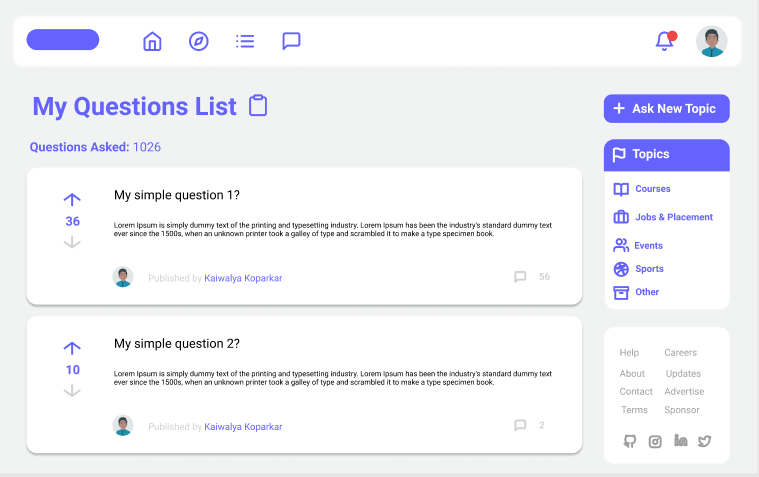 My Questions List
Questions Asked: 1026
My simple question 1?
36
Lorem Ipsum is simply dummy text of the printing and typesetting industry. Lorem Ipsum has been the industry's standard dummy text
ever since the 1500s, when an unknown printer took a galley of type and scrambled it to make a type specimen book.
Published by Kaiwalya Koparkar
56
My simple question 2?
10
Lorem Ipsum is simply dummy text of the printing and typesetting industry. Lorem Ipsum has been the industry's standard dummy text
ever since the 1500s, when an unknown printer took a galley of type and scrambled it to make a type specimen book.
Published by Kaiwalya Koparkar
2
Ask New Topic
Topics
Courses
Jobs & Placement
Events
Sports
Other
Help Careers
About Updates
Contact Advertise
Terms Sponsor